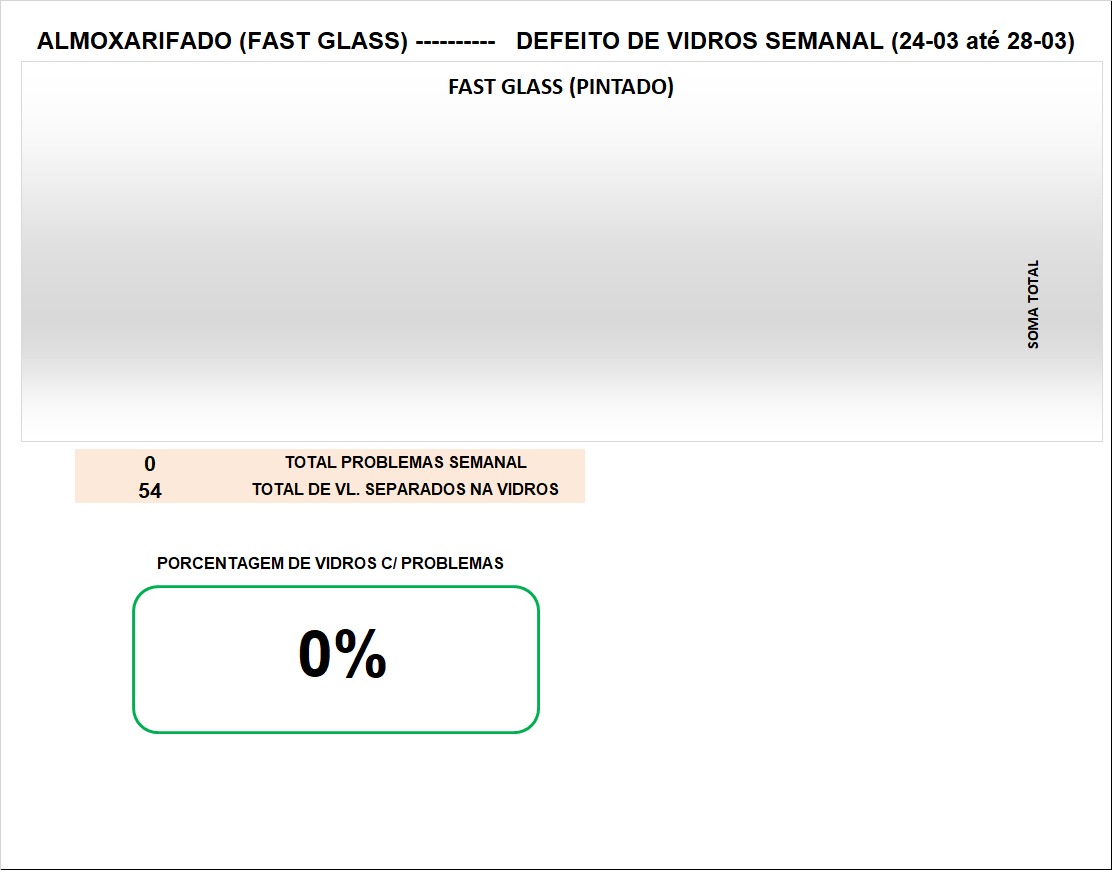 ALMOXARIFADO (FAST GLASS) ---------- DEFEITO DE VIDROS SEMANAL (24-03 até 28-03)
FAST GLASS (PINTADO)
SOMA TOTAL
0 TOTAL PROBLEMAS SEMANAL
54 TOTAL DE VL. SEPARADOS NA VIDROS
PORCENTAGEM DE VIDROS C/ PROBLEMAS
0%